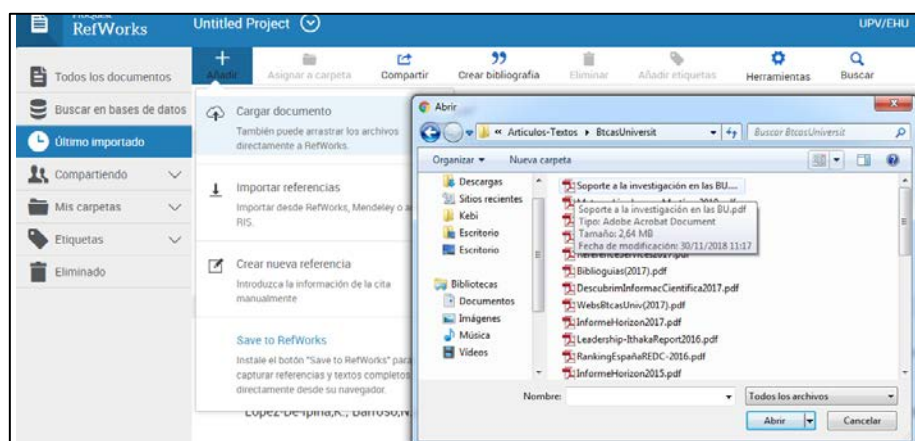 RefWorks
Untitled Project
UPV/EHU
Todos los documentos
Buscar en bases de datos
Último importado
Compartiendo
Mis carpetas
Etiquetas
Eliminado
Añadir
Asignar a carpeta
Compartir
Crear bibliografía
Eliminar
Añadir etiquetas
Herramientas
Buscar
Cargar documento
También puede arrastrar los archivos
directamente a RefWorks.
Importar referencias
Importar desde RefWorks, Mendeley o
RIS.
Crear nueva referencia
Introduzca la información de la cita
manualmente
Save to RefWorks
Instale el botón "Save to RefWorks" para
capturar referencias y textos completos
directamente desde su navegador.
Abrir
« Articulos-Textos BtcasUniversit
Buscar BtcasUniversit
Organizar
Nueva carpeta
Descargas
Sitios recientes
Kebi
Escritorio
Escritorio
Bibliotecas
Documentos
Imágenes
Música
Vídeos
Soporte a la investigación en las BU....
Soporte a la investigación en las BU.pdf
Tipo: Adobe Acrobat Document
Tamaño: 2,64 MB
Fecha de modificación: 30/11/2018 11:17
Biblioguias(2017).pdf
DescubrimInformacCientifica2017.pdf
WebsBtcasUniv(2017).pdf
InformeHorizon2017.pdf
Leadership-IthakaReport2016.pdf
RankingEspañaREDC-2016.pdf
InformeHorizon2015.pdf
Nombre:
Todos los archivos
Abrir
Cancelar